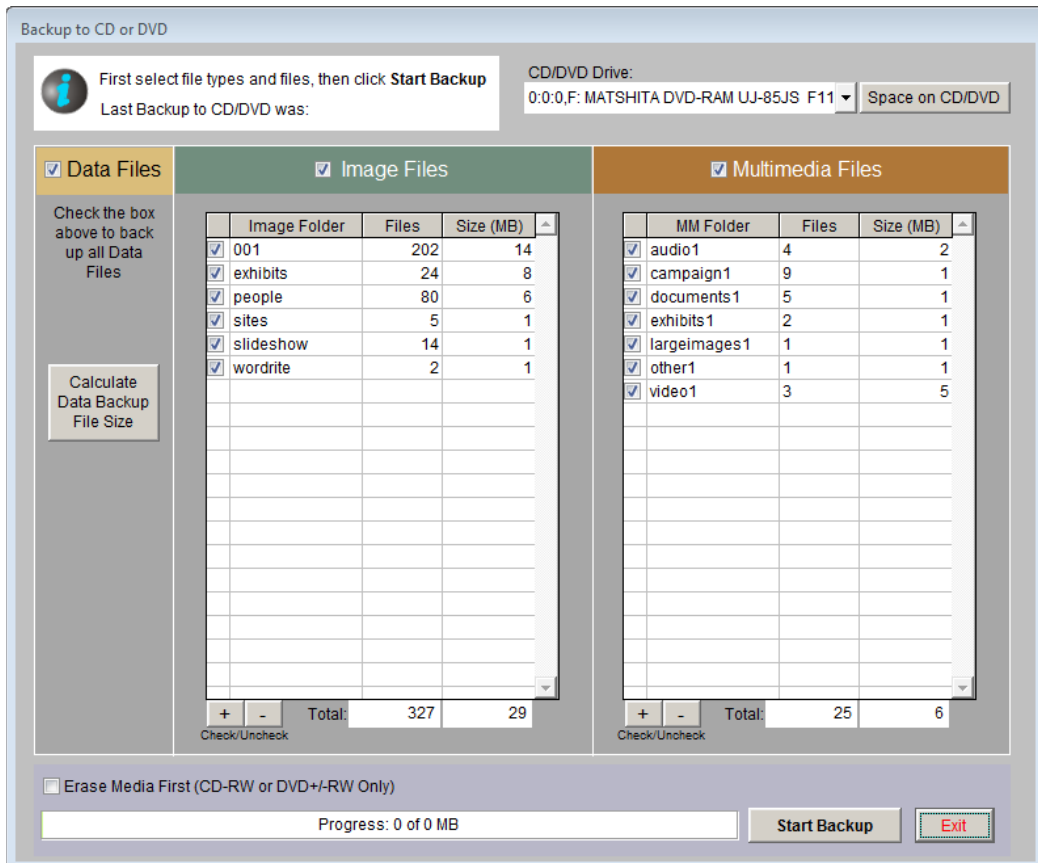 Backup to CD or DVD
First select file types and files, then click Start Backup
Last Backup to CD/DVD was:
CD/DVD Drive:
0:0:0,F: MATSHITA DVD-RAM UJ-85JS F11
Space on CD/DVD
Data Files
Check the box
above to back
up all Data
Files
Calculate
Data Backup
File Size
Image Files
Image Folder Files Size (MB)
001 202 14
exhibits 24 8
people 80 6
sites 5 1
slideshow 14 1
wordrite 2 1
+ - Total: 327 29
Check/Uncheck
Multimedia Files
MM Folder Files Size (MB)
audio1 4 2
campaign1 9 1
documents1 5 1
exhibits1 2 1
largeimages1 1 1
other1 1 1
video1 3 5
+ - Total: 25 6
Check/Uncheck
Erase Media First (CD-RW or DVD+/-RW Only)
Progress: 0 of 0 MB
Start Backup
Exit